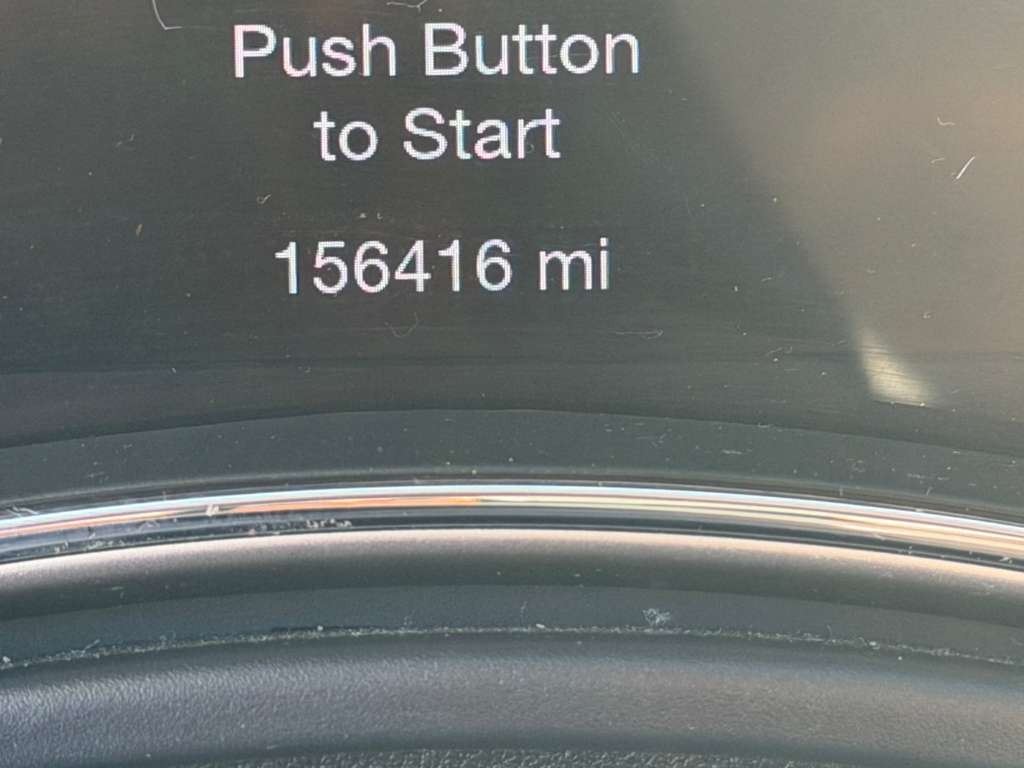 Push Button
to Start
156416 mi